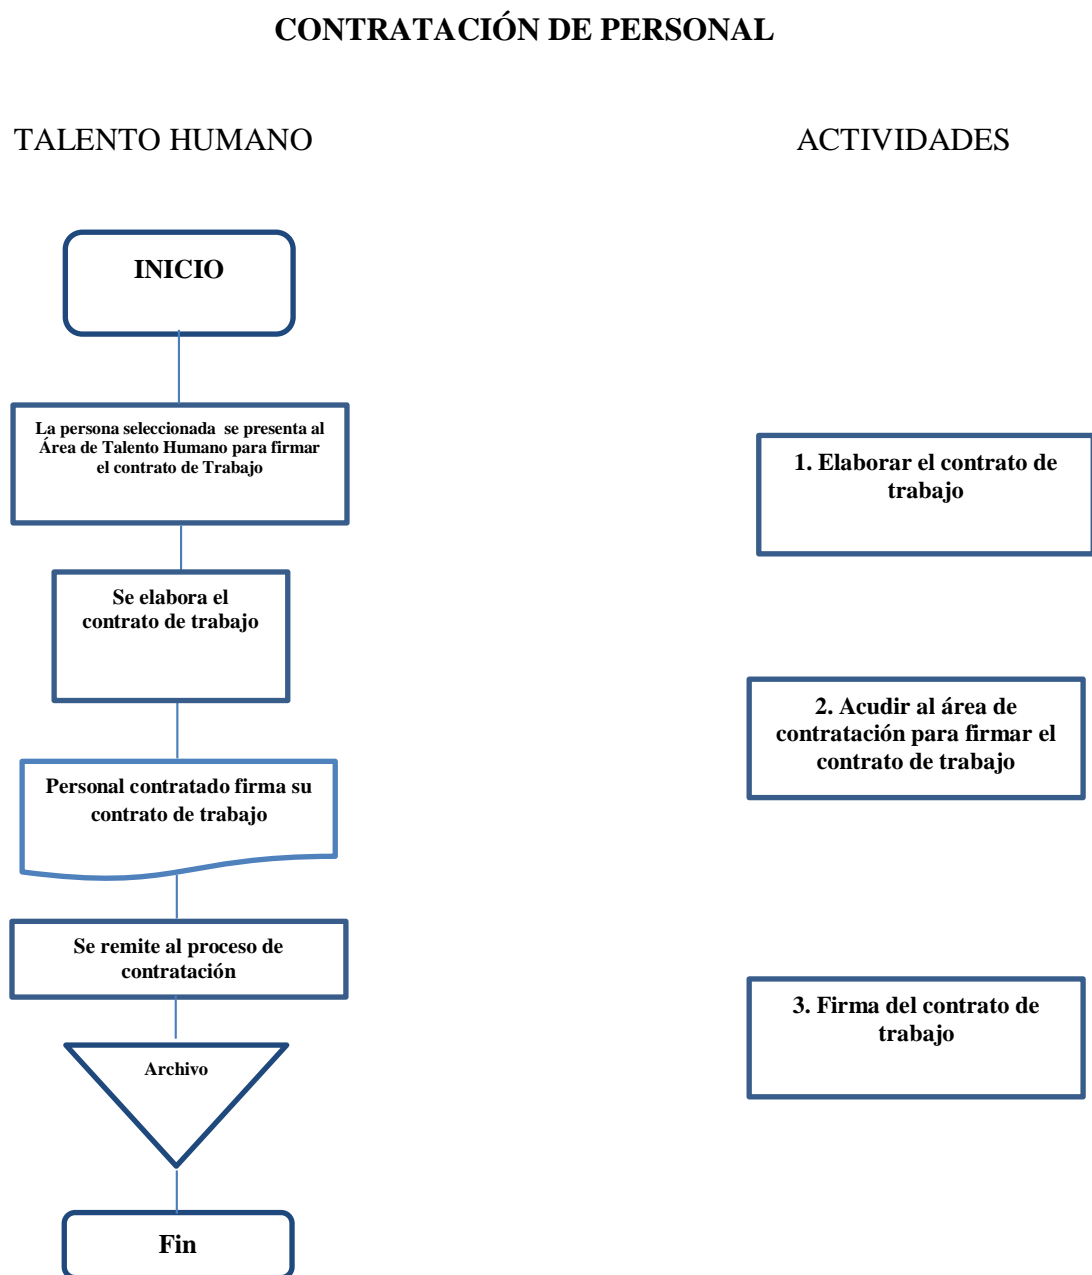 CONTRATACIÓN DE PERSONAL
TALENTO HUMANO
ACTIVIDADES
INICIO
La persona seleccionada se presenta al
Área de Talento Humano para firmar
el contrato de Trabajo
Se elabora el
contrato de trabajo
Personal contratado firma su
contrato de trabajo
Se remite al proceso de
contratación
Archivo
Fin
1. Elaborar el contrato de
trabajo
2. Acudir al área de
contratación para firmar el
contrato de trabajo
3. Firma del contrato de
trabajo